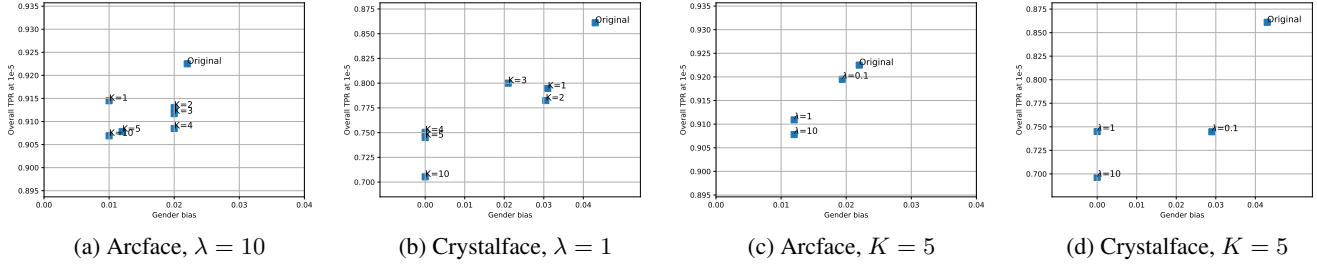 0.935
0.930
0.925
0.920
0.915
0.910
0.905
0.900
0.895
Overall TPR at 1e-5
Original
K=1
K=2
K=3
K=4
K=5
K=10
0.00 0.01 0.02 0.03 0.04
Gender bias
(a) Arcface, λ = 10
0.875
0.850
0.825
0.800
0.775
0.750
0.725
0.700
Overall TPR at 1e-5
Original
K=3
K=1
K=2
K=4
K=5
K=10
0.00 0.01 0.02 0.03 0.04 0.05
Gender bias
(b) Crystalface, λ = 1
0.935
0.930
0.925
0.920
0.915
0.910
0.905
0.900
0.895
Overall TPR at 1e-5
Original
λ=0.1
λ=1
λ=10
0.00 0.01 0.02 0.03 0.04
Gender bias
(c) Arcface, K = 5
0.875
0.850
0.825
0.800
0.775
0.750
0.725
0.700
Overall TPR at 1e-5
Original
λ=1
λ=0.1
λ=10
0.00 0.01 0.02 0.03 0.04 0.05
Gender bias
(d) Crystalface, K = 5